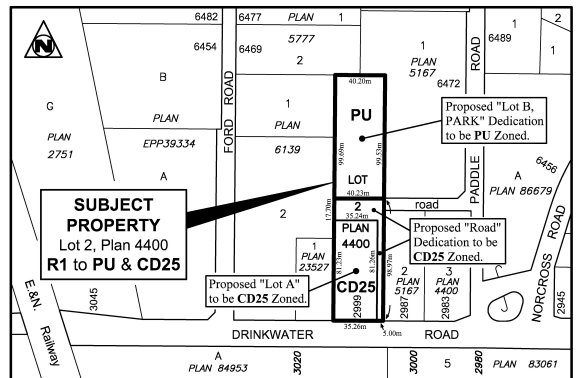 N
6482
6477
PLAN
1
1
2
6454
6469
5777
2
1
PLAN
5167
6489
1
ROAD
6472
B
G
PLAN
EPP39334
PLAN
2751
A
FORD ROAD
1
PLAN
6139
40.20m
PU
99.69m
99.53m
LOT
40.23m
Proposed "Lot B,
PARK" Dedication
to be PU Zoned.
PADDLE
A
PLAN 86679
6456
SUBJECT
PROPERTY
Lot 2, Plan 4400
R1 to PU & CD25
2
17.70m
2
35.24m
road
PLAN
4400
Proposed "Road"
Dedication to be
CD25 Zoned.
1
PLAN
23527
81.23m
81.26m
98.97m
Proposed "Lot A"
to be CD25 Zoned.
CD25
2999
2
PLAN
5167
2987
3
PLAN
4400
2983
NORCROSS ROAD
2945
E.&N. Railway
3045
35.26m
5.00m
DRINKWATER
ROAD
A
PLAN 84953
3020
3000
5
2980
PLAN 83061